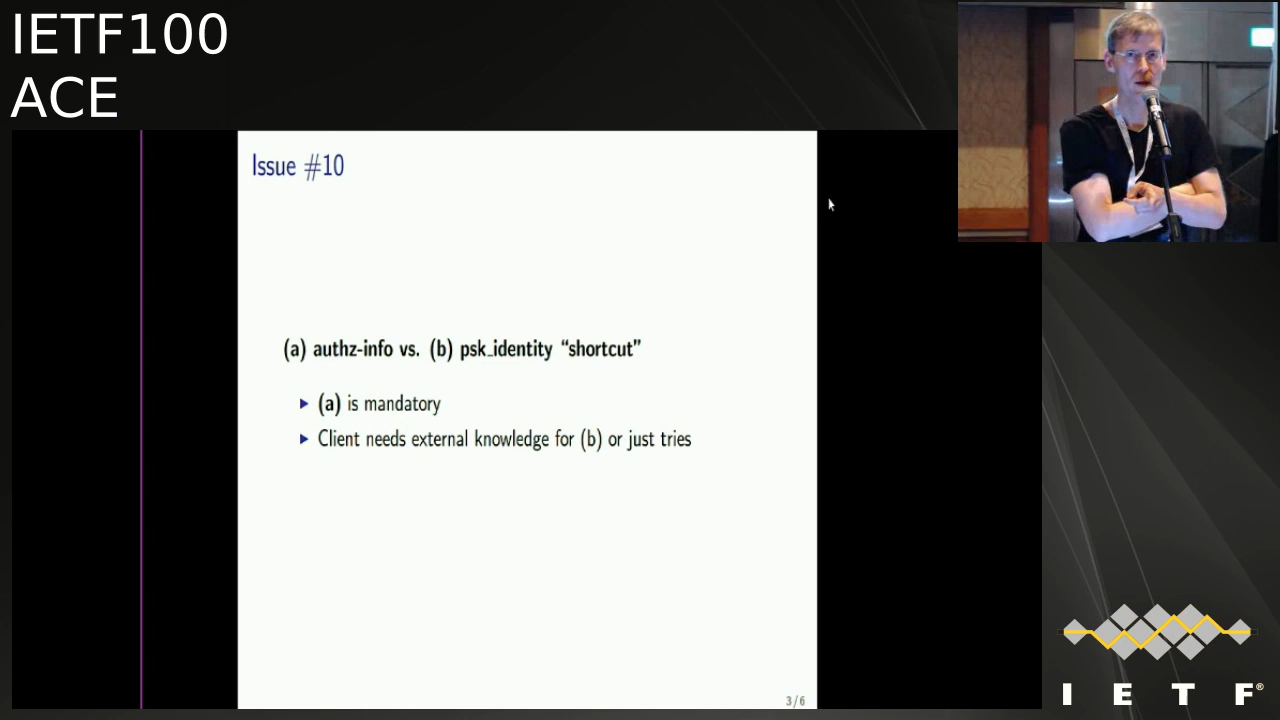 IETF100
ACE
Issue #10
(a) authz-info vs. (b) psk_identity “shortcut”
▶ (a) is mandatory
▶ Client needs external knowledge for (b) or just tries
3/6
I E T F®